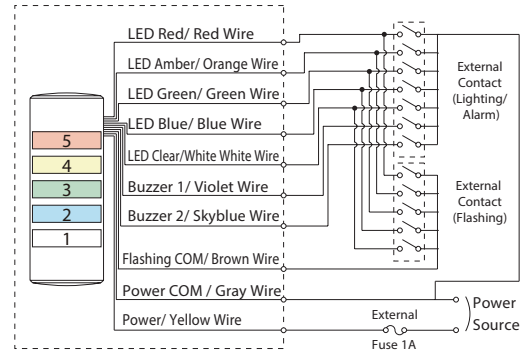 LED Red/ Red Wire
LED Amber/ Orange Wire
LED Green/ Green Wire
LED Blue/ Blue Wire
LED Clear/White White Wire
Buzzer 1/ Violet Wire
Buzzer 2/ Skyblue Wire
Flashing COM/ Brown Wire
Power COM / Gray Wire
Power/ Yellow Wire
5
4
3
2
1
External
Contact
(Lighting/
Alarm)
External
Contact
(Flashing)
External
Fuse 1A
Power
Source